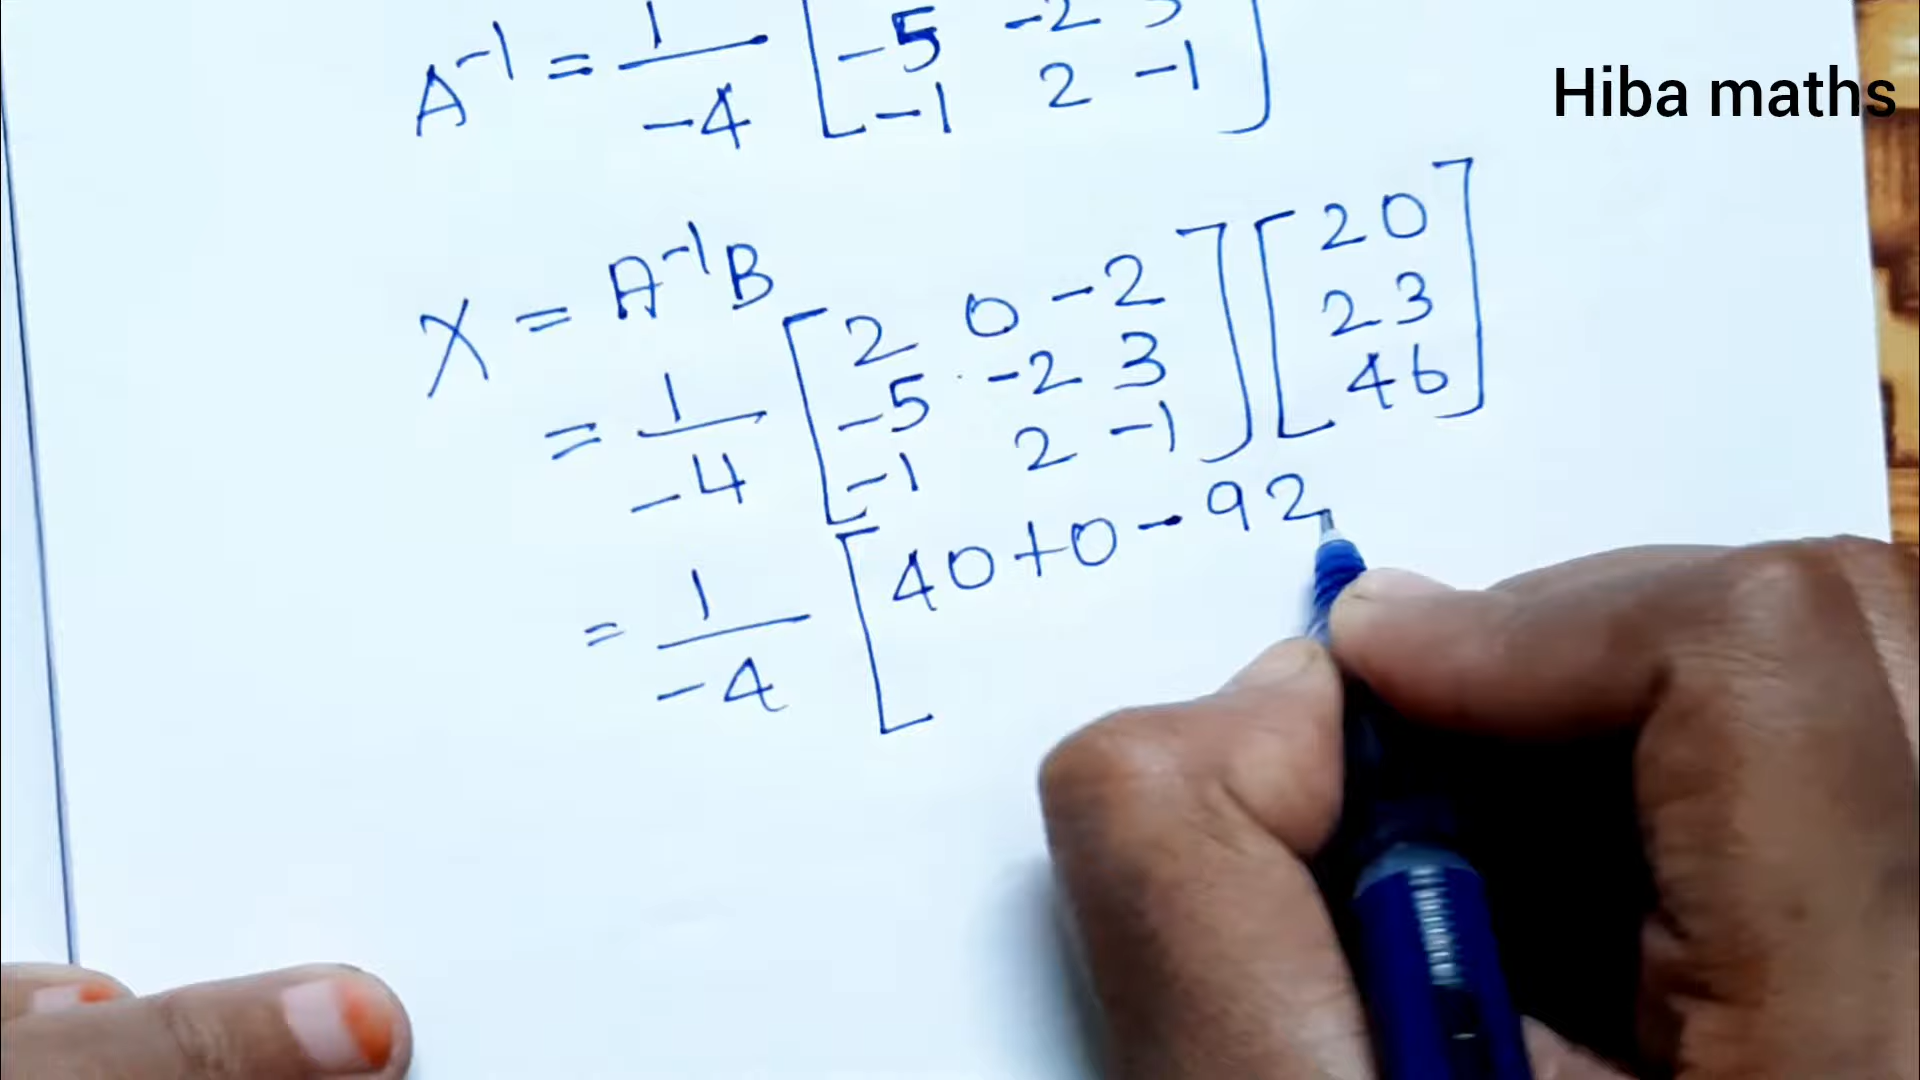 Hiba maths
A⁻¹ = 1/-4 [ -5 -2 3
-1 2 -1 ]
X = A⁻¹B
= 1/-4 [ 2 0 -2
-5 -2 3
-1 2 -1 ] [ 20
23
46 ]
= 1/-4 [ 40+0-92